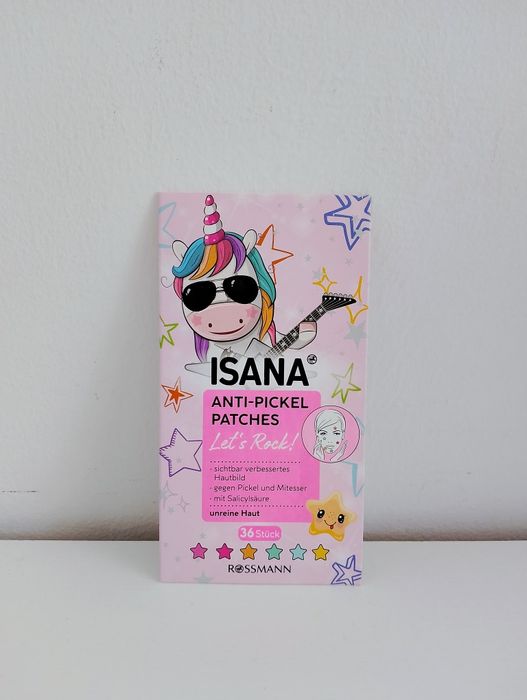 ISANA
ANTI-PICKEL
PATCHES
Let's Rock!
· sichtbar verbessertes
Hautbild
· gegen Pickel und Mitesser
· mit Salicylsäure
unreine Haut
36 Stück
ROSSMANN